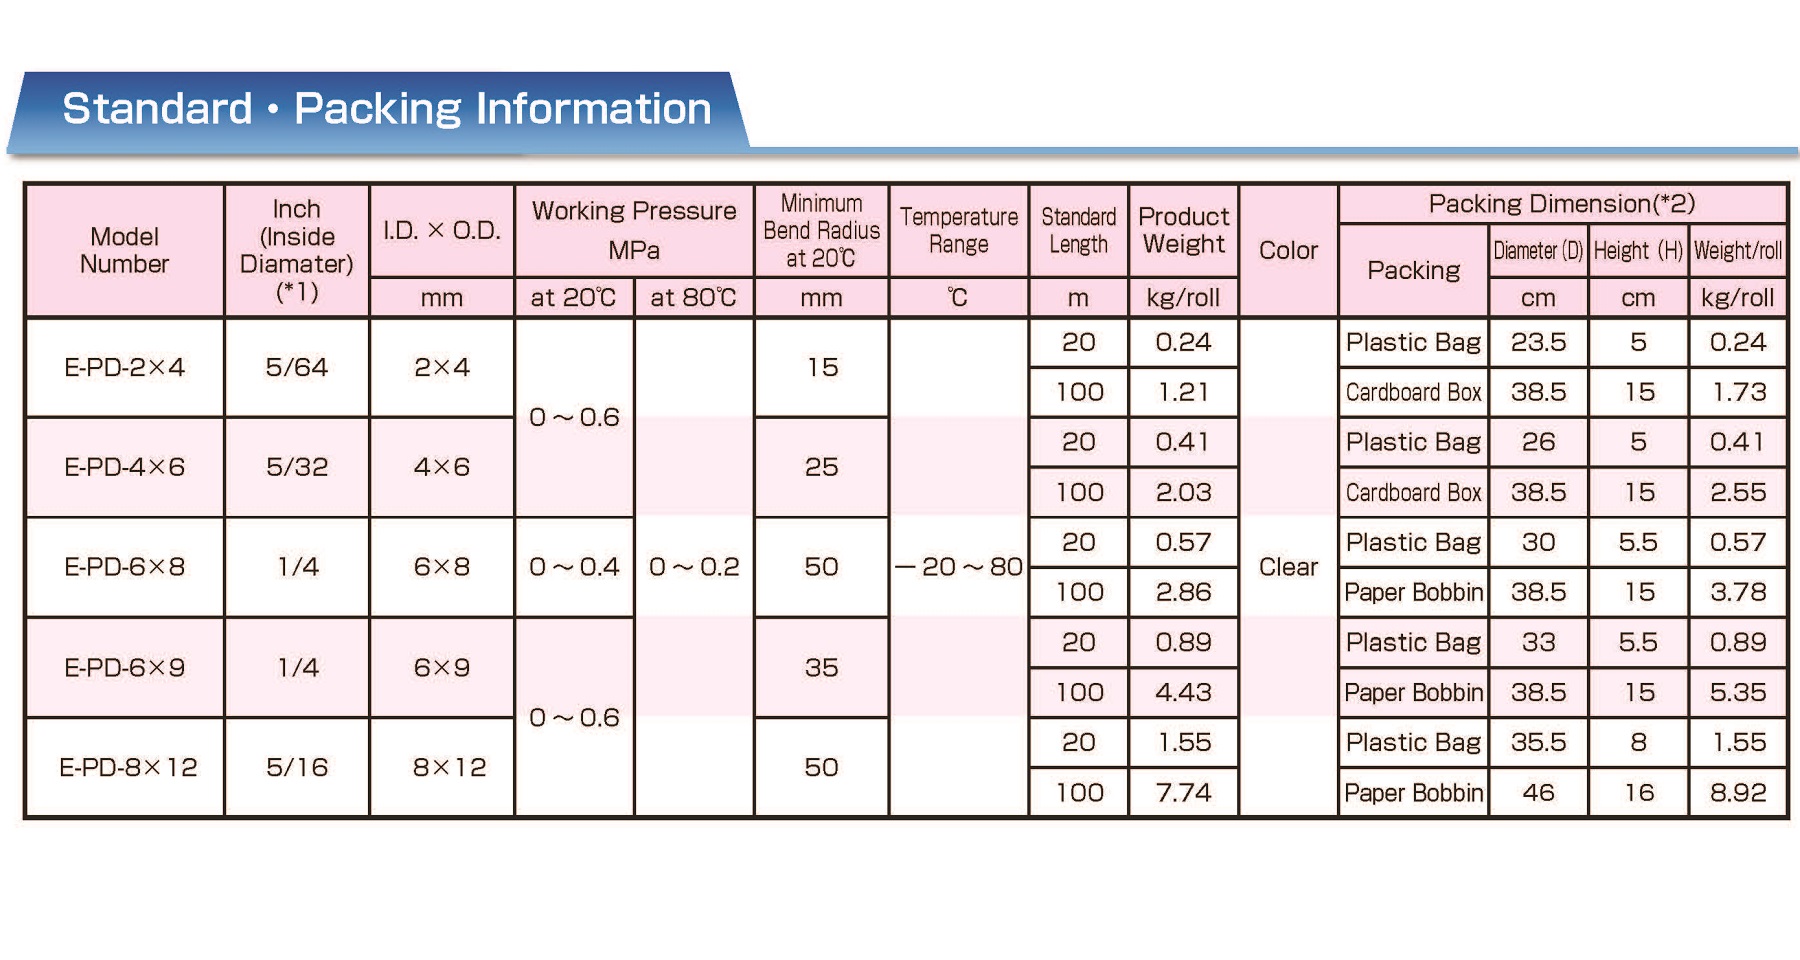 Standard・Packing Information
Model Number Inch (Inside Diamater) (*1) I.D. × O.D. Working Pressure MPa Minimum Bend Radius at 20℃ Temperature Range Standard Length Product Weight Color Packing Dimension(*2)
Packing Diameter (D) Height (H) Weight/roll
mm at 20℃ at 80℃ mm ℃ m kg/roll cm cm kg/roll
E-PD-2×4 5/64 2×4 0～0.6 15 20 0.24 Plastic Bag 23.5 5 0.24
100 1.21 Cardboard Box 38.5 15 1.73
E-PD-4×6 5/32 4×6 25 20 0.41 Plastic Bag 26 5 0.41
100 2.03 Cardboard Box 38.5 15 2.55
E-PD-6×8 1/4 6×8 0～0.4 0～0.2 50 －20～80 20 0.57 Clear Plastic Bag 30 5.5 0.57
100 2.86 Paper Bobbin 38.5 15 3.78
E-PD-6×9 1/4 6×9 0～0.6 35 20 0.89 Plastic Bag 33 5.5 0.89
100 4.43 Paper Bobbin 38.5 15 5.35
E-PD-8×12 5/16 8×12 50 20 1.55 Plastic Bag 35.5 8 1.55
100 7.74 Paper Bobbin 46 16 8.92